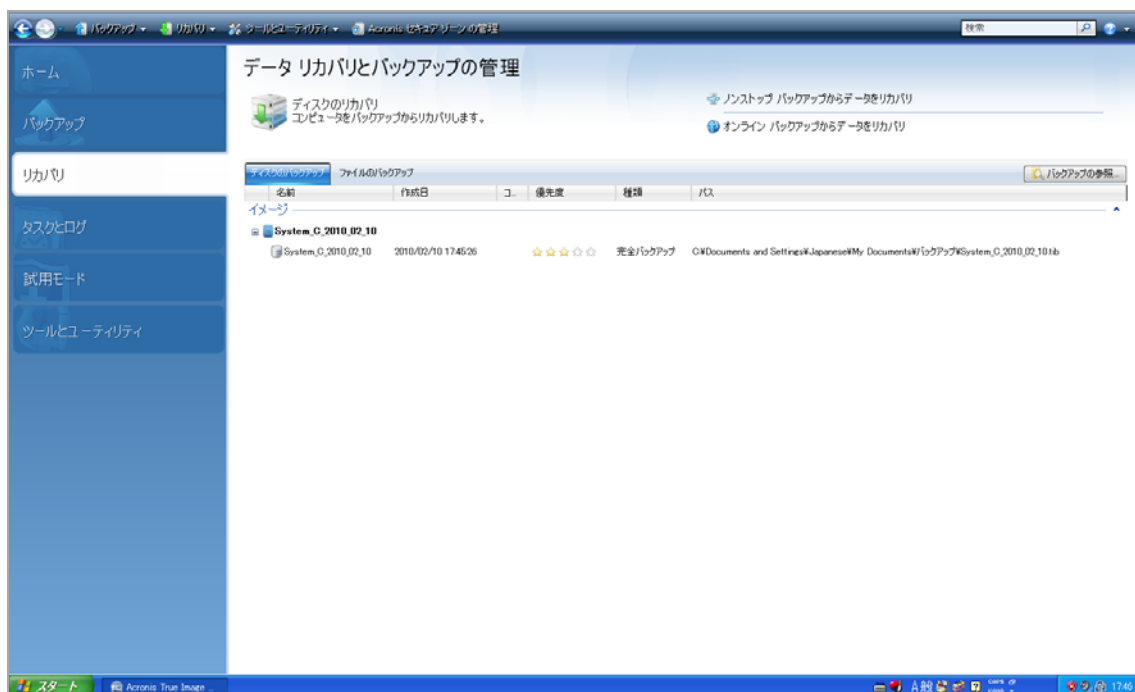 バックアップ リカバリ ツールとユーティリティ Acronis セキュア ゾーンの管理 検索
ホーム
バックアップ
リカバリ
タスクとログ
試用モード
ツールとユーティリティ
データ リカバリとバックアップの管理
ディスクのリカバリ
コンピュータをバックアップからリカバリします。
ノンストップ バックアップからデータをリカバリ
オンライン バックアップからデータをリカバリ
ディスクのバックアップ ファイルのバックアップ バックアップの参照...
名前 作成日 コ... 優先度 種類 パス
イメージ
System_C_2010_02_10
System_C_2010_02_10 2010/02/10 17:45:26 完全バックアップ C:¥Documents and Settings¥Japanese¥My Documents¥バックアップ¥System_C_2010_02_10.tib
スタート Acronis True Image ... A 般 CAPS KANA 17:46